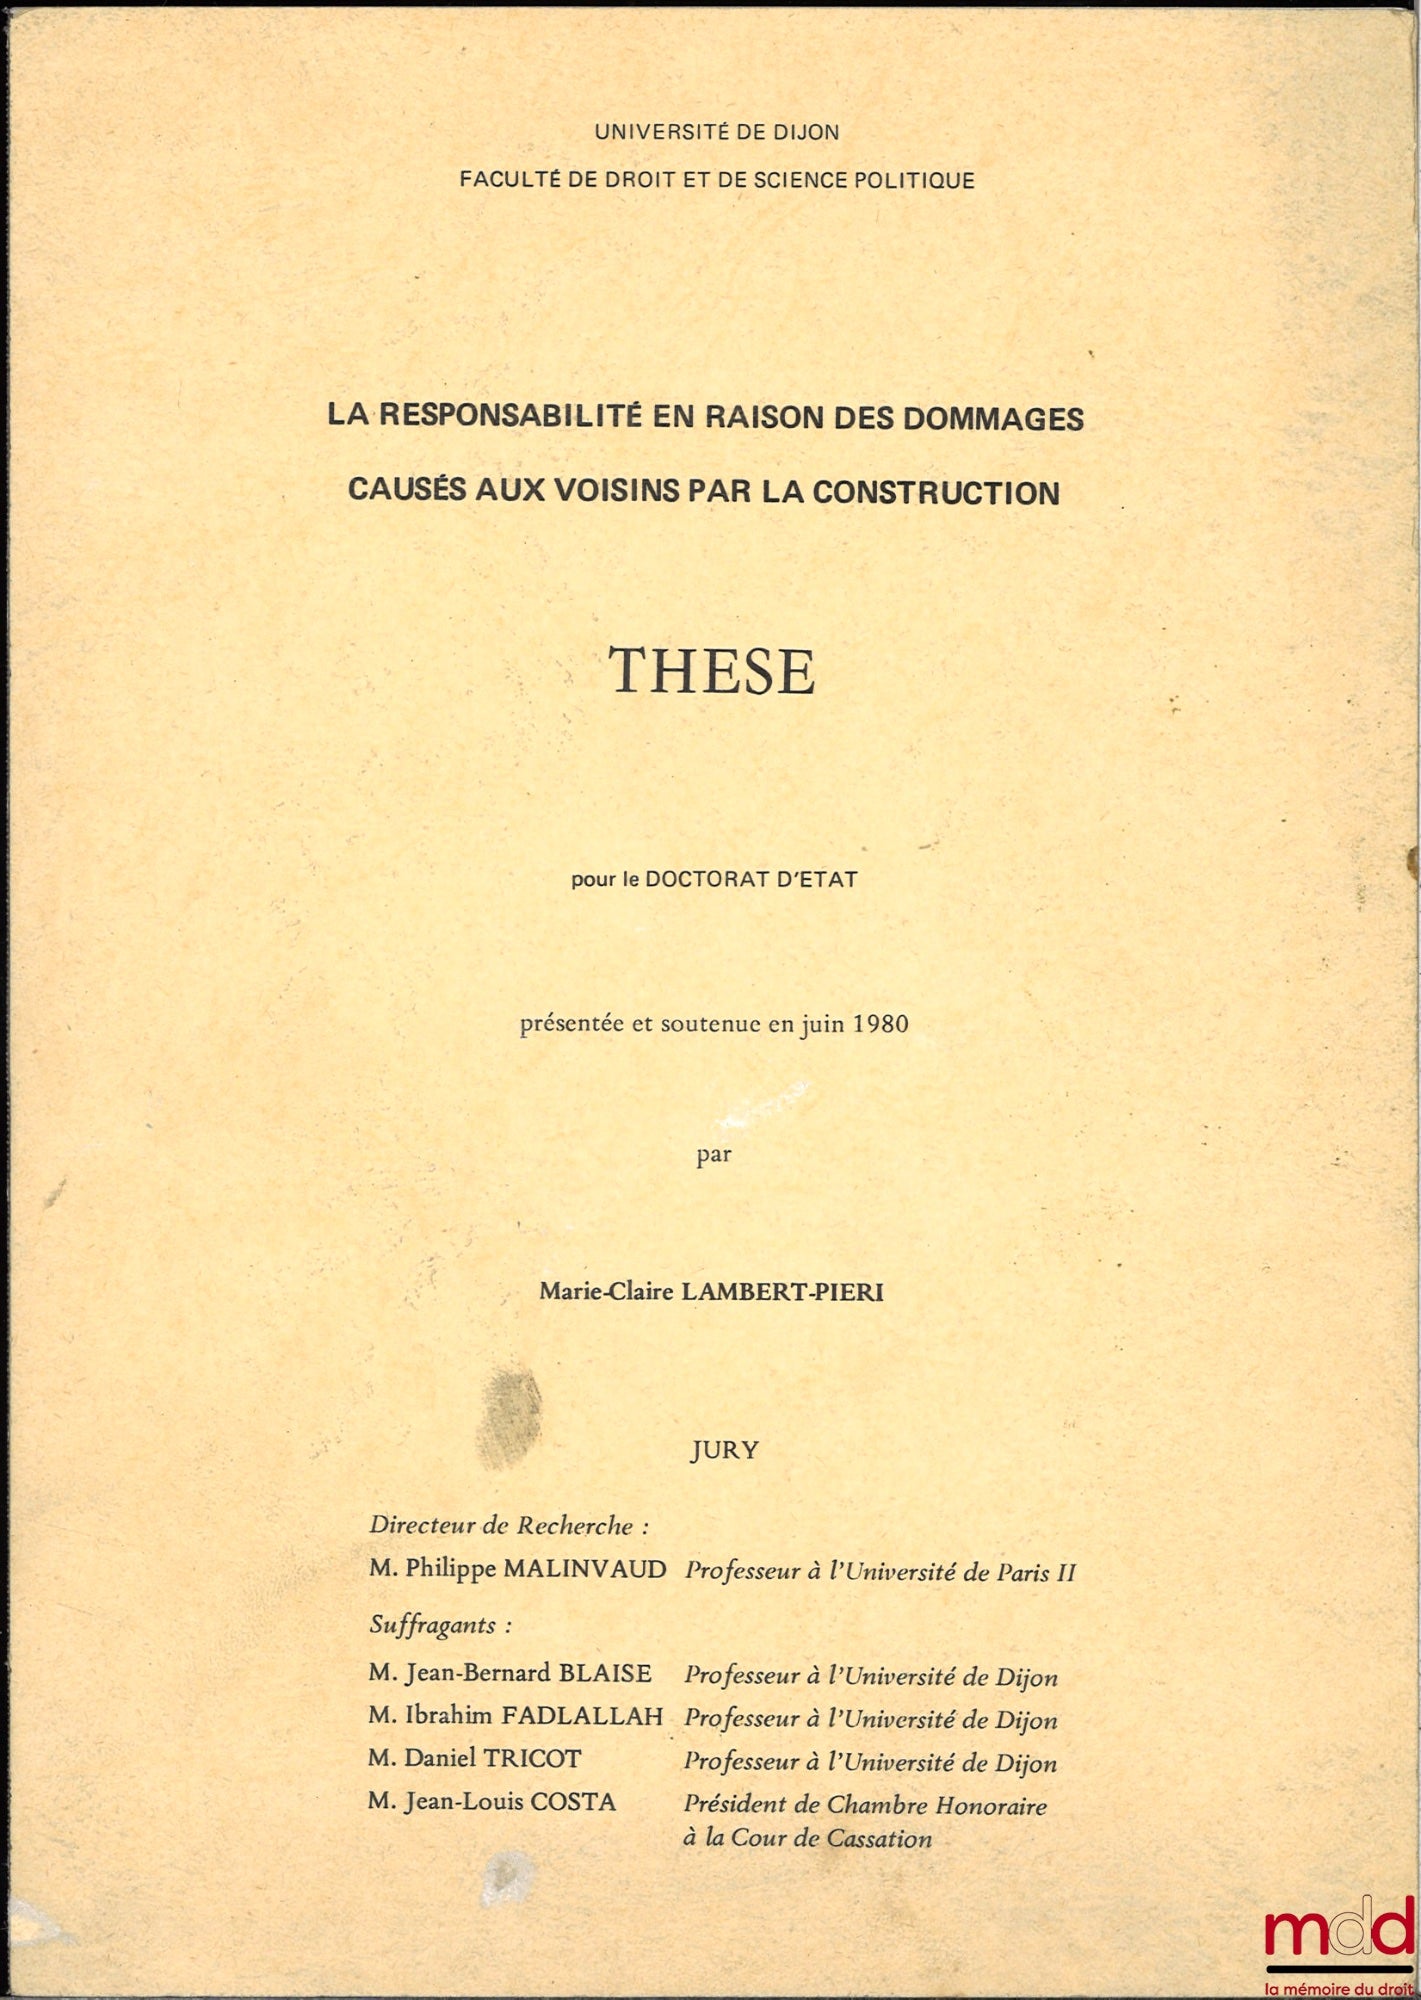 UNIVERSITÉ DE DIJON
FACULTÉ DE DROIT ET DE SCIENCE POLITIQUE
LA RESPONSABILITÉ EN RAISON DES DOMMAGES
CAUSÉS AUX VOISINS PAR LA CONSTRUCTION
THESE
pour le DOCTORAT D'ETAT
présentée et soutenue en juin 1980
par
Marie-Claire LAMBERT-PIERI
JURY
Directeur de Recherche :
M. Philippe MALINVAUD Professeur à l'Université de Paris II
Suffragants :
M. Jean-Bernard BLAISE Professeur à l'Université de Dijon
M. Ibrahim FADLALLAH Professeur à l'Université de Dijon
M. Daniel TRICOT Professeur à l'Université de Dijon
M. Jean-Louis COSTA Président de Chambre Honoraire
à la Cour de Cassation
mdd
la mémoire du droit